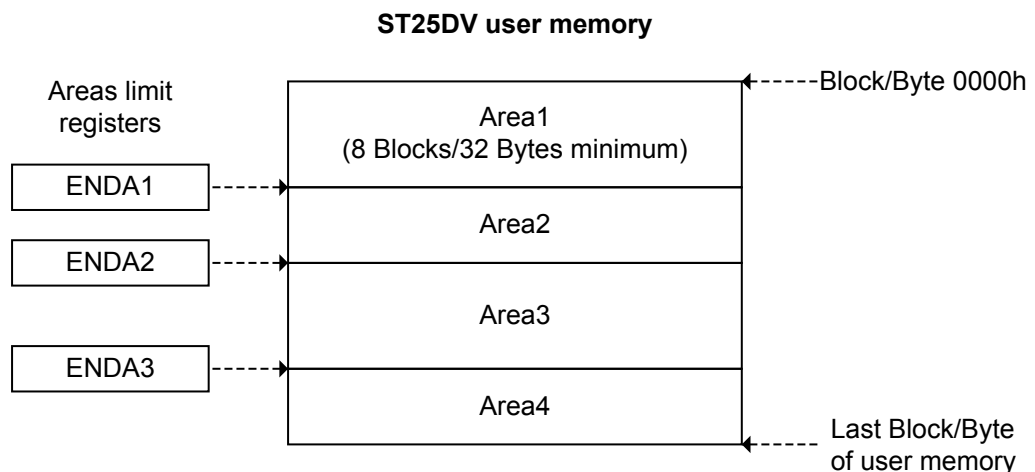 ST25DV user memory
Areas limit
registers
Block/Byte 0000h
Area1
(8 Blocks/32 Bytes minimum)
ENDA1
Area2
ENDA2
Area3
ENDA3
Area4
Last Block/Byte
of user memory